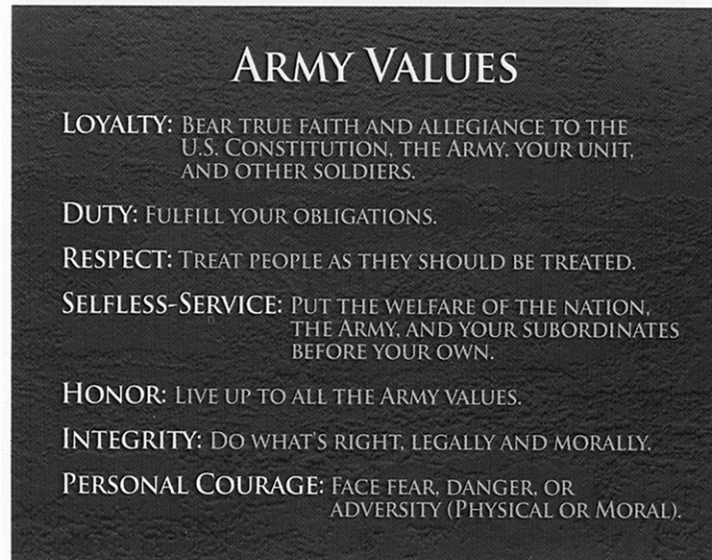 ARMY VALUES
LOYALTY: BEAR TRUE FAITH AND ALLEGIANCE TO THE
U.S. CONSTITUTION, THE ARMY, YOUR UNIT,
AND OTHER SOLDIERS.
DUTY: FULFILL YOUR OBLIGATIONS.
RESPECT: TREAT PEOPLE AS THEY SHOULD BE TREATED.
SELFLESS-SERVICE: PUT THE WELFARE OF THE NATION,
THE ARMY, AND YOUR SUBORDINATES
BEFORE YOUR OWN.
HONOR: LIVE UP TO ALL THE ARMY VALUES.
INTEGRITY: DO WHAT'S RIGHT, LEGALLY AND MORALLY.
PERSONAL COURAGE: FACE FEAR, DANGER, OR
ADVERSITY (PHYSICAL OR MORAL).